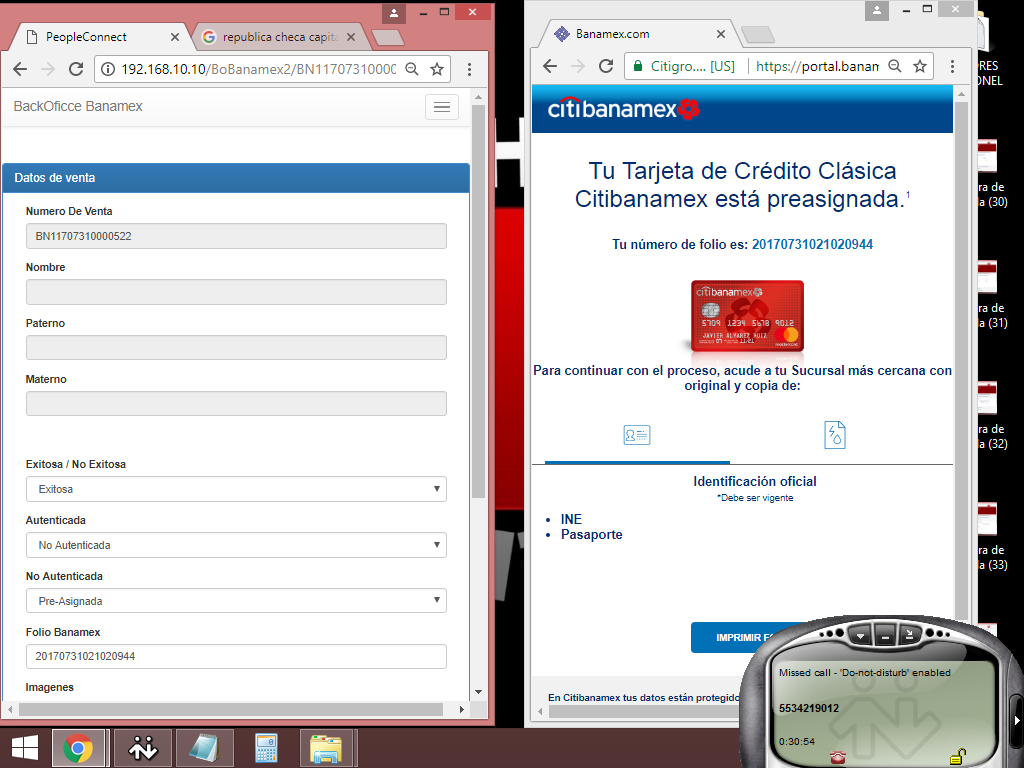 PeopleConnect
republica checa capita
192.168.10.10/BoBanamex2/BN1170731000
BackOficce Banamex
Datos de venta
Numero De Venta
BN11707310000522
Nombre
Paterno
Materno
Exitosa / No Exitosa
Exitosa
Autenticada
No Autenticada
No Autenticada
Pre-Asignada
Folio Banamex
20170731021020944
Imagenes
Banamex.com
Citigro.... [US]
https://portal.banam
citibanamex
Tu Tarjeta de Crédito Clásica
Citibanamex está preasignada.1
Tu número de folio es: 20170731021020944
citibanamex
5709 1234 5678 9012
JAVIER ALVAREZ RUIZ
Para continuar con el proceso, acude a tu Sucursal más cercana con
original y copia de:
Identificación oficial
*Debe ser vigente
INE
Pasaporte
IMPRIMIR
En Citibanamex tus datos están protegido
RES
ONEL
ra de
la (30)
ra de
la (31)
ra de
la (32)
ra de
la (33)
Missed call - 'Do-not-disturb' enabled
5534219012
0:30:54